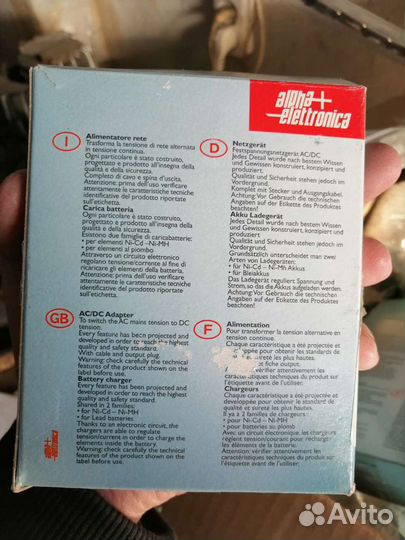 alpha+
elettronica
I
Alimentatore rete
Trasforma la tensione di rete alternata
in tensione continua.
Ogni particolare è stato costruito,
progettato e prodotto all'insegna della
qualità e della sicurezza.
Completo di cavo e spina d'uscita.
Attenzione: prima dell'uso verificare
attentamente le caratteristiche tecniche
identificative del prodotto riportate
sull'etichetta.
Carica batteria
Ogni particolare è stato costruito,
progettato e prodotto all'insegna della
qualità e della sicurezza.
Esistono due famiglie di caricabatterie:
• per elementi Ni-Cd –Ni-MH
• per elementi al piombo
Attraverso un circuito elettronico
regolano tensione/corrente al fine di
ricaricare gli elementi della batteria.
Attenzione: prima dell'uso verificare
attentamente le caratteristiche tecniche
identificative del prodotto riportate
sull'etichetta.
D
Netzgerät
Festspannungsnetzgerät AC/DC
Jedes Detail wurde nach bestem Wissen
und Gewissen konstruiert, konzipiert und
produziert
Qualität und Sicherheit stehen jedoch im
Vordergrund.
Komplet mit Stecker und Ausgangskabel.
Achtung:Vor Gebrauch die technischen
Angaben auf der Etikette des Produktes
beachten!
Akku Ladegerät
Jedes Detail wurde nach bestem Wissen
und Gewissen konstruiert, konzipiert und
produziert.
Qualität und Sicherheit stehen jedoch im
Vordergrund.
Grundsätzlich unterscheidet man zwei
Arten von Ladegeräten:
• für Ni-Cd – Ni-Mh Akkus
• für Bleiakkus
Das Ladegerät reguliert Spannung und
Strom, so das die Akkus aufgeladen werden.
Achtung:Vor Gebrauch die technischen
Angaben auf der Etikette des Produktes
beachten!
GB
AC/DC Adapter
To switch the AC mains tension to DC
tension.
Every feature has been projected and
developed in order to reach the highest
quality and safety standard.
With cable and output plug.
Warning: check carefully the technical
features of the product shown on the
label before use.
Battery charger
Every feature has been projected and
developed in order to reach the highest
quality and safety standard.
Shared in 2 families:
• for Ni-Cd – Ni-MH
• for Lead batteries
Thanks to an electronic circuit, the
chargers are able to regulate
tension/current in order to charge the
elements inside the battery.
Warning: check carefully the technical
features of the product shown on the
label before use.
F
Alimentation
Pour transformer la tension alternative en
tension continue.
Chaque caractéristique a été projetée et
développée pour obtenir les standards de
et sureté les plus hautes.
et fiche output.
vérifier attentivement les
caractéristiques techniques du produit sur
l'étiquette avant l'usage.
Chargeurs
Chaque caractéristique a été projetée et
développée pour obtenir les standards de
qualité et sureté les plus hautes.
Il ya a 2 familles de chargeurs:
• pour Ni-Cd – Ni-MH
• pour batteries au plomb
Avec un circuit electronique, les chargeurs
règlent tension/courant pour recharger
les éléments de la batterie.
Attention: vérifier attentivement les
caractéristiques techniques du produit sur
l'étiquette avant l'usage.
Avito